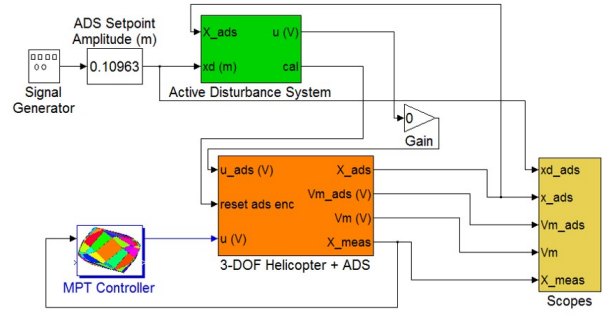 ADS Setpoint
Amplitude (m)
0.10963
Signal
Generator
X_ads
u (V)
xd (m)
cal
Active Disturbance System
0
Gain
u_ads (V)
X_ads
Vm_ads (V)
reset ads enc
Vm (V)
u (V)
X_meas
3-DOF Helicopter + ADS
MPT Controller
xd_ads
x_ads
Vm_ads
Vm
X_meas
Scopes